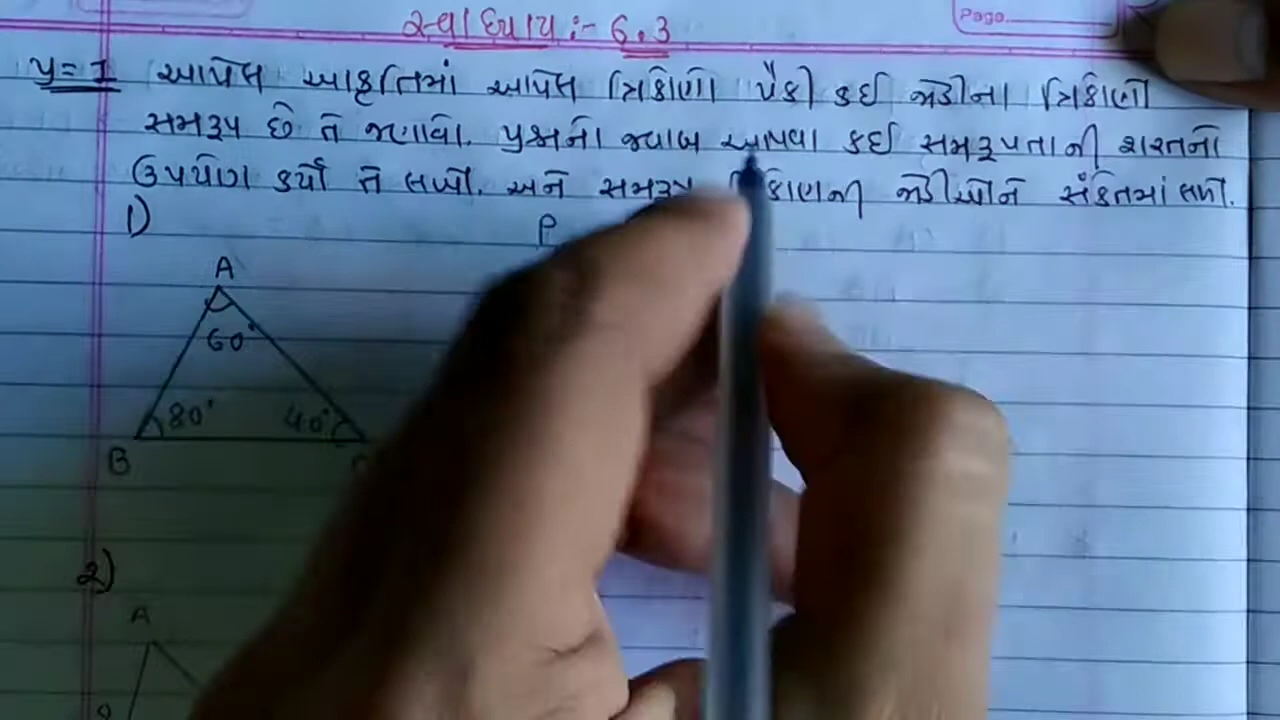 સ્વાધ્યાય:- 6.3
Page
પ્ર=1 આપેલ આકૃતિમાં આપેલ ત્રિકોણો પૈકી કઈ જોડીના ત્રિકોણો
સમરૂપ છે તે જણાવો. પ્રશ્નનો જવાબ આપવા કઈ સમરૂપતાની શરતનો
ઉપયોગ કર્યો તે લખો. અને સમરૂપ જોડીઓને સંકેતમાં લખો.
1)
P
A
60°
80° 40°
B
2)
A